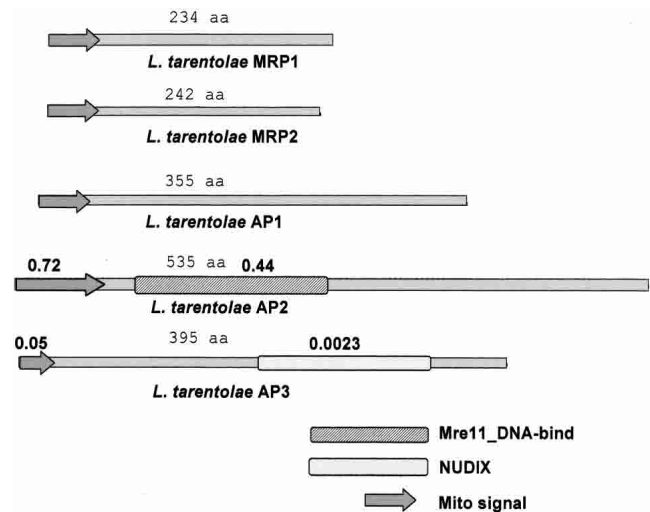 234 aa
L. tarentolae MRP1
242 aa
L. tarentolae MRP2
355 aa
L. tarentolae AP1
0.72 535 aa 0.44
L. tarentolae AP2
0.05 395 aa 0.0023
L. tarentolae AP3
Mre11_DNA-bind
NUDIX
Mito signal